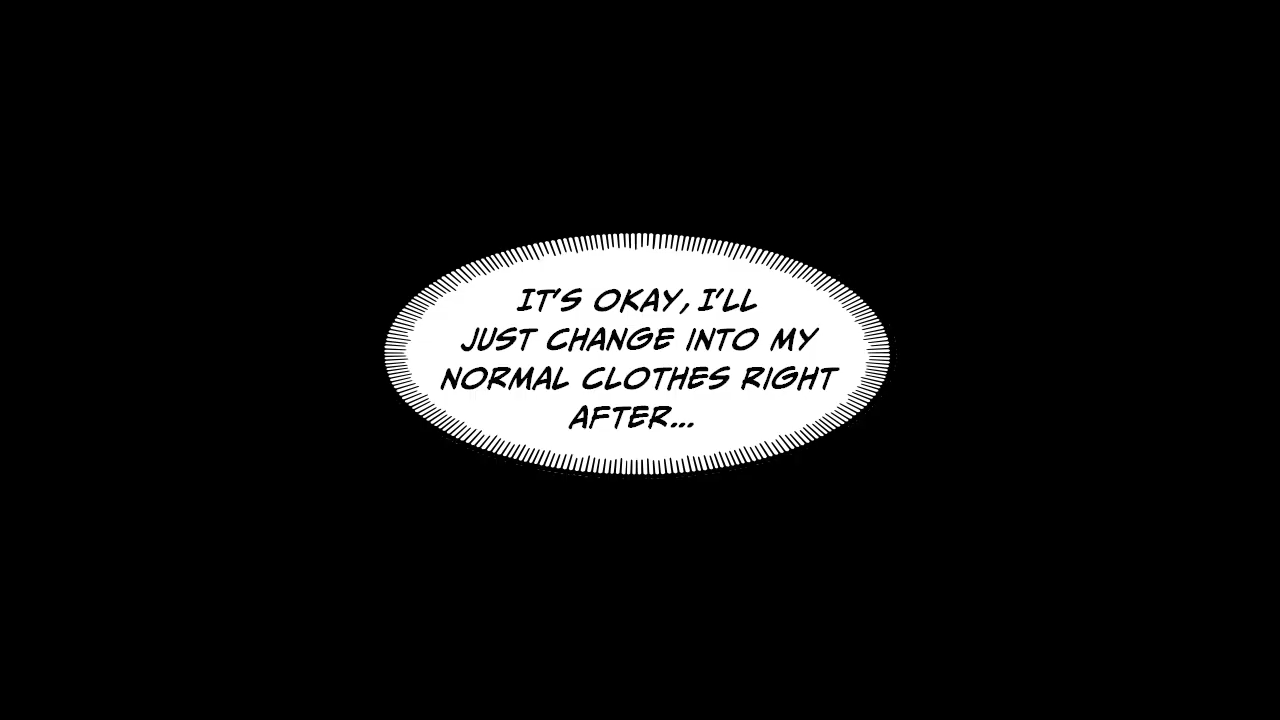 IT'S OKAY, I'LL
JUST CHANGE INTO MY
NORMAL CLOTHES RIGHT
AFTER...